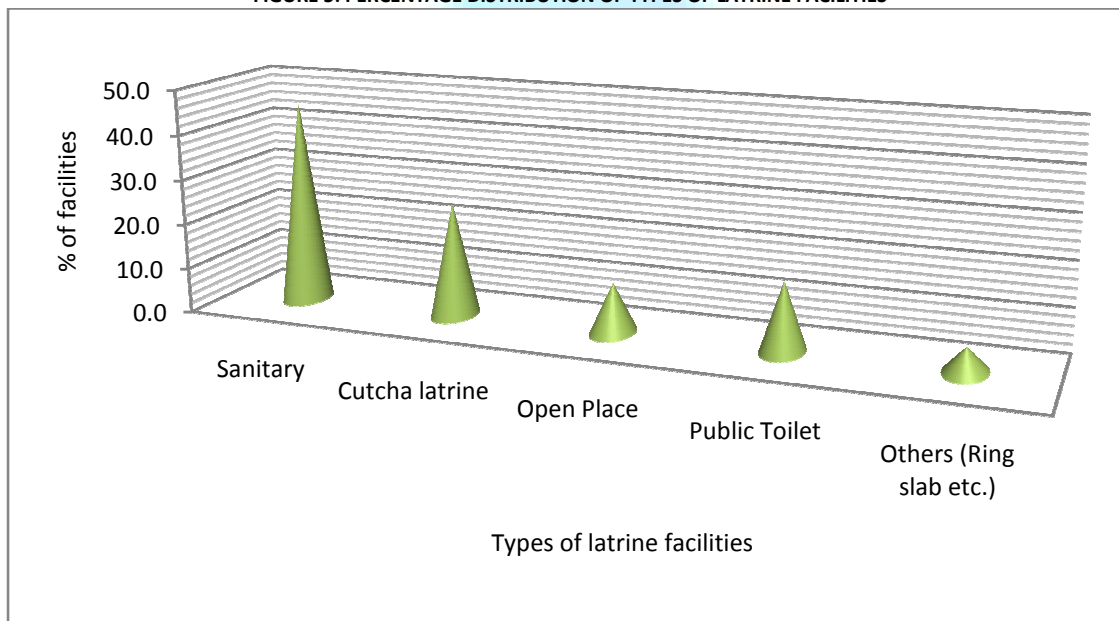 50.0
40.0
30.0
20.0
10.0
0.0
% of facilities
Sanitary
Cutcha latrine
Open Place
Public Toilet
Others (Ring
slab etc.)
Types of latrine facilities